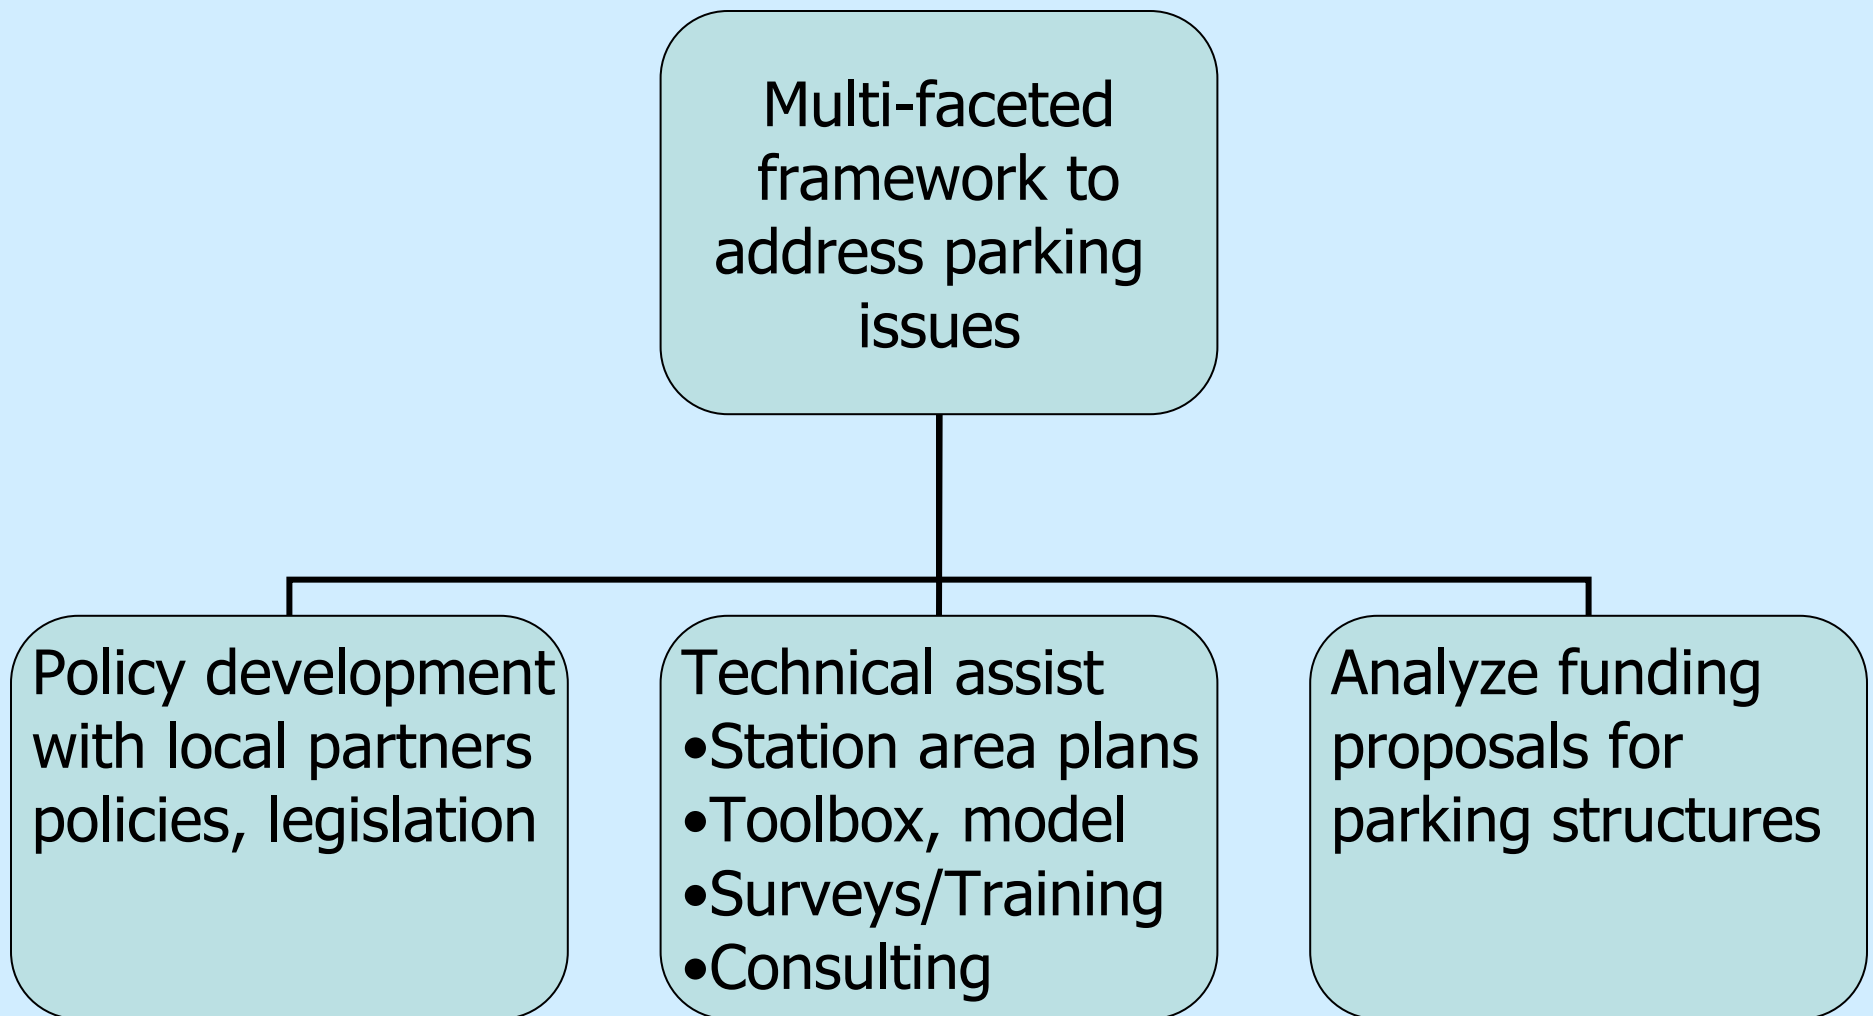 Multi-faceted
framework to
address parking
issues
Policy development
with local partners
policies, legislation
Technical assist
•Station area plans
•Toolbox, model
•Surveys/Training
•Consulting
Analyze funding
proposals for
parking structures